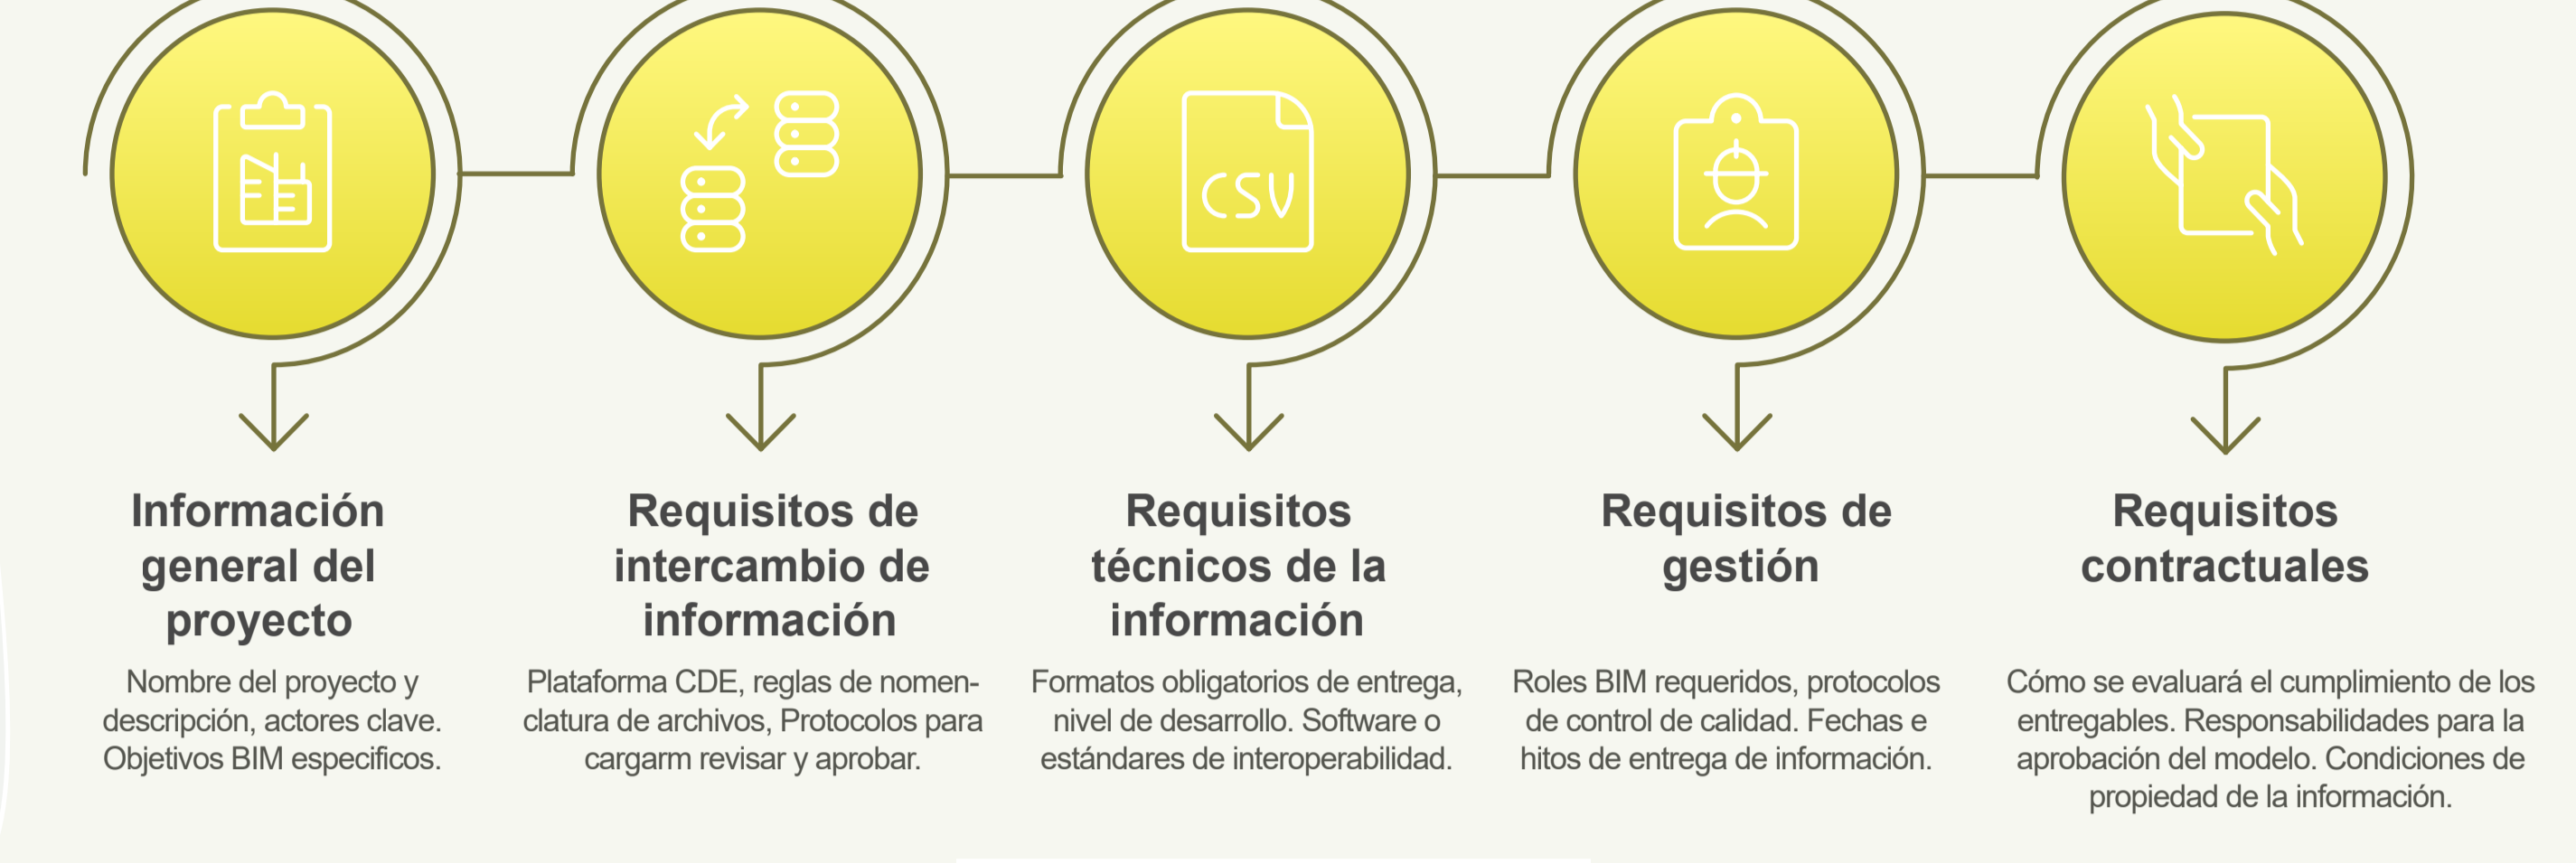 CSV
Información
general del
proyecto
Nombre del proyecto y
descripción, actores clave.
Objetivos BIM especificos.
Requisitos de
intercambio de
información
Plataforma CDE, reglas de nomen-
clatura de archivos, Protocolos para
cargarm revisar y aprobar.
Requisitos
técnicos de la
información
Formatos obligatorios de entrega,
nivel de desarrollo. Software o
estándares de interoperabilidad.
Requisitos de
gestión
Roles BIM requeridos, protocolos
de control de calidad. Fechas e
hitos de entrega de información.
Requisitos
contractuales
Cómo se evaluará el cumplimiento de los
entregables. Responsabilidades para la
aprobación del modelo. Condiciones de
propiedad de la información.